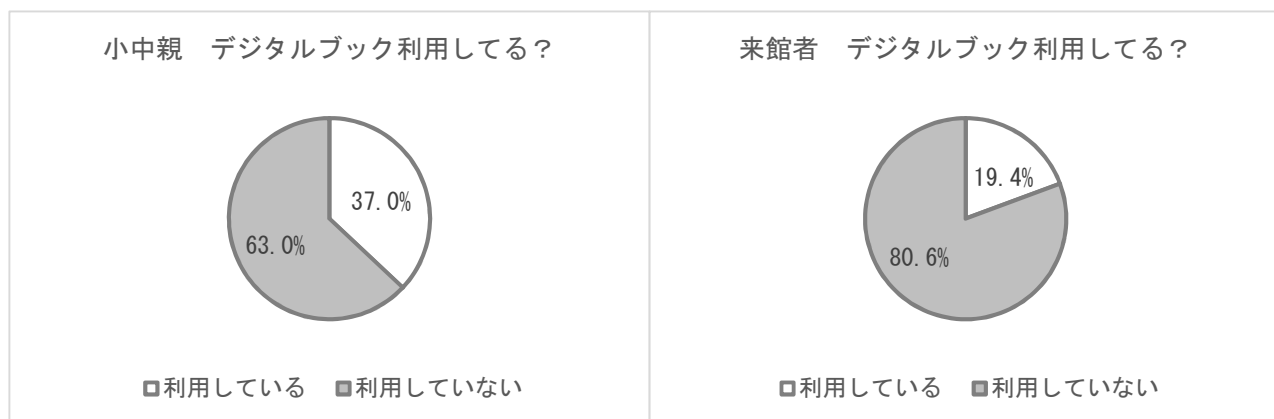 小中親　デジタルブック利用してる？
37.0%
63.0%
利用している　利用していない
来館者　デジタルブック利用してる？
19.4%
80.6%
利用している　利用していない